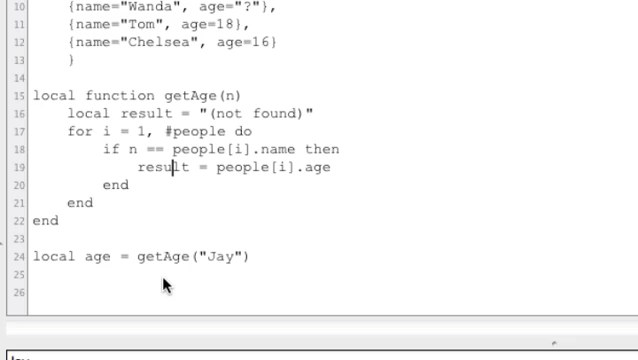 10 {name="Wanda", age="?"},
11 {name="Tom", age=18},
12 {name="Chelsea", age=16}
13 }
14
15 local function getAge(n)
16 local result = "(not found)"
17 for i = 1, #people do
18 if n == people[i].name then
19 result = people[i].age
20 end
21 end
22 end
23
24 local age = getAge("Jay")
25
26